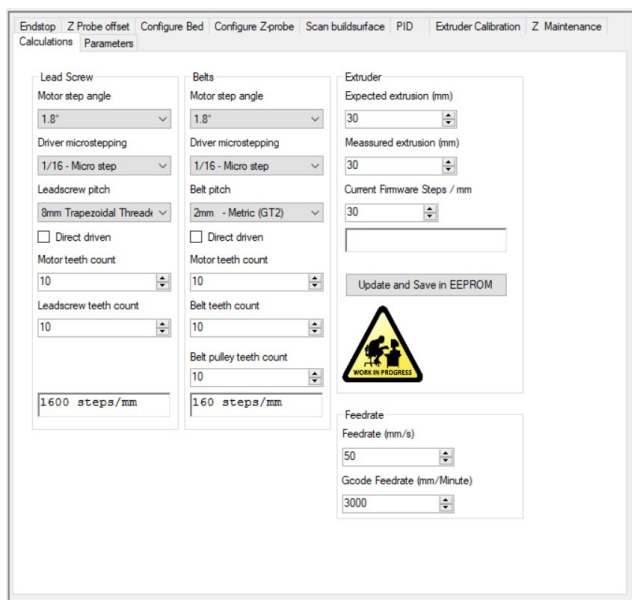 Endstop Z Probe offset Configure Bed Configure Z-probe Scan buildsurface PID Extruder Calibration Z Maintenance
Calculations Parameters
Lead Screw
Motor step angle
1.8°
Driver microstepping
1/16 - Micro step
Leadscrew pitch
8mm Trapezoidal Threade
Direct driven
Motor teeth count
10
Leadscrew teeth count
10
1600 steps/mm
Belts
Motor step angle
1.8°
Driver microstepping
1/16 - Micro step
Belt pitch
2mm - Metric (GT2)
Direct driven
Motor teeth count
10
Belt teeth count
10
Belt pulley teeth count
10
160 steps/mm
Extruder
Expected extrusion (mm)
30
Meassured extrusion (mm)
30
Current Firmware Steps / mm
30
Update and Save in EEPROM
WORK IN PROGRESS
Feedrate
Feedrate (mm/s)
50
Gcode Feedrate (mm/Minute)
3000